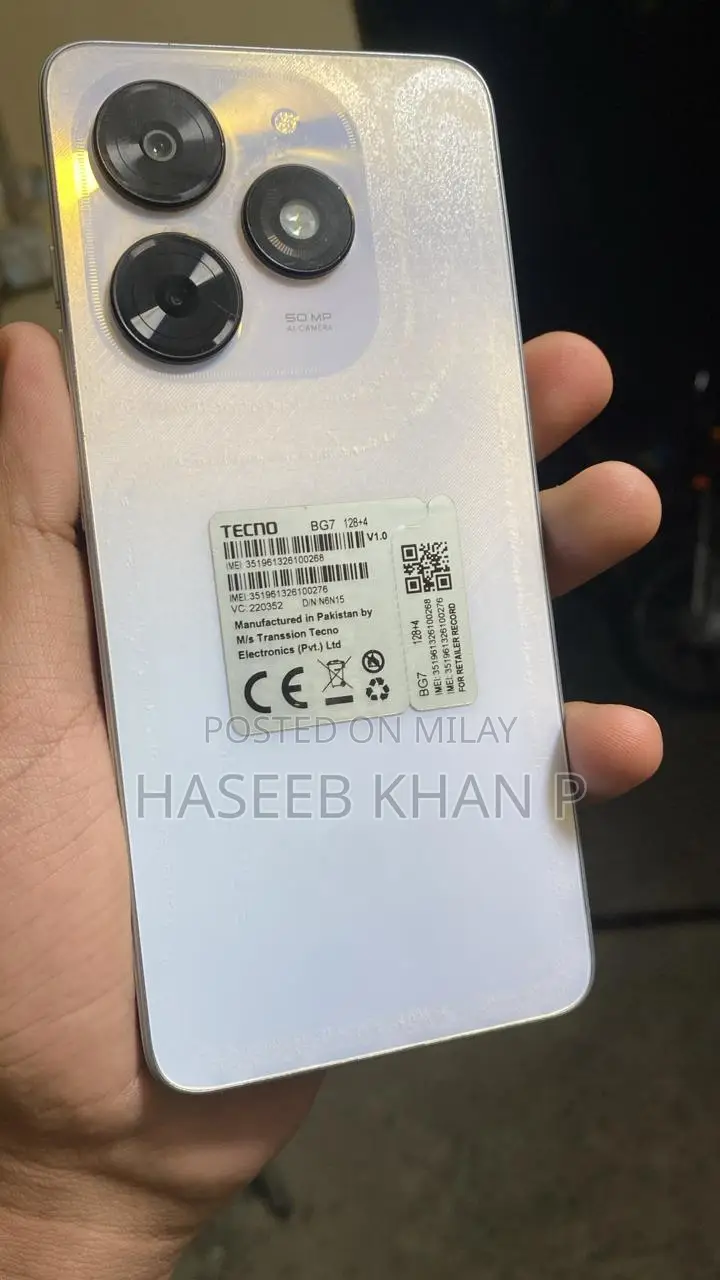 50 MP
AI CAMERA
TECNO BG7 128+4
V1.0
IMEI: 351961326100268
IMEI: 351961326100276
VC: 220352 D/N: N6N15
Manufactured in Pakistan by
M/s Transsion Tecno
Electronics (Pvt.) Ltd
CE
BG7 128+4
IMEI: 351961326100268
IMEI: 351961326100276
FOR RETAILER RECORD
POSTED ON MILAY
HASEEB KHAN P